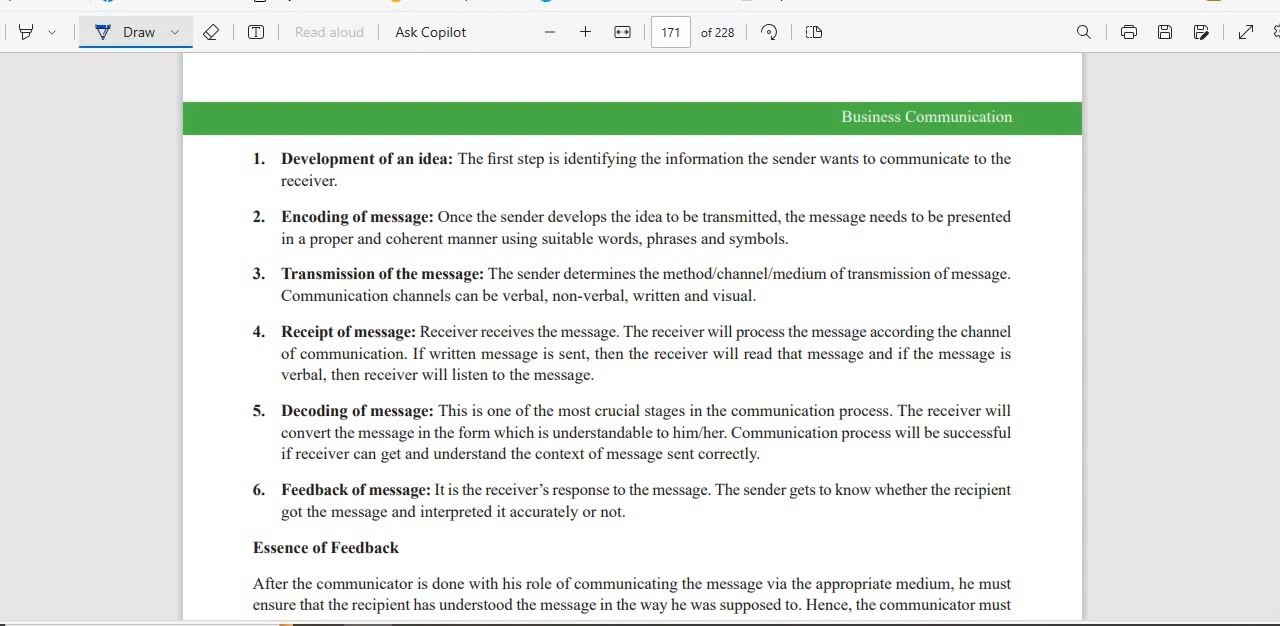 Draw
Read aloud
Ask Copilot
171
of 228
Business Communication
1. Development of an idea: The first step is identifying the information the sender wants to communicate to the
receiver.
2. Encoding of message: Once the sender develops the idea to be transmitted, the message needs to be presented
in a proper and coherent manner using suitable words, phrases and symbols.
3. Transmission of the message: The sender determines the method/channel/medium of transmission of message.
Communication channels can be verbal, non-verbal, written and visual.
4. Receipt of message: Receiver receives the message. The receiver will process the message according the channel
of communication. If written message is sent, then the receiver will read that message and if the message is
verbal, then receiver will listen to the message.
5. Decoding of message: This is one of the most crucial stages in the communication process. The receiver will
convert the message in the form which is understandable to him/her. Communication process will be successful
if receiver can get and understand the context of message sent correctly.
6. Feedback of message: It is the receiver’s response to the message. The sender gets to know whether the recipient
got the message and interpreted it accurately or not.
Essence of Feedback
After the communicator is done with his role of communicating the message via the appropriate medium, he must
ensure that the recipient has understood the message in the way he was supposed to. Hence, the communicator must